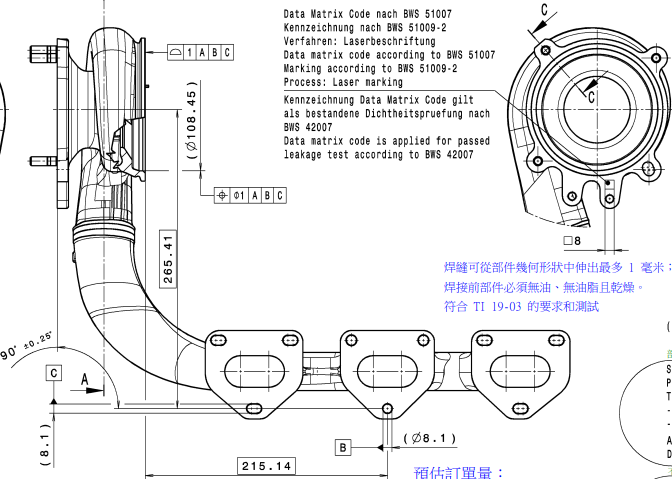 Data Matrix Code nach BWS 51007
Kennzeichnung nach BWS 51009-2
Verfahren: Laserbeschriftung
Data matrix code according to BWS 51007
Marking according to BWS 51009-2
Process: Laser marking
Kennzeichnung Data Matrix Code gilt
als bestandene Dichtheitspruefung nach
BWS 42007
Data matrix code is applied for passed
leakage test according to BWS 42007
C
C
⌓ 1 A B C
(Ø108.45)
⌖ Ø1 A B C
265.41
□8
焊縫可從部件幾何形狀中伸出最多 1 毫米；
焊接前部件必須無油、無油脂且乾燥。
符合 TI 19-03 的要求和測試
90° ±0.25°
C
A
(8.1)
B
(Ø8.1)
215.14
預估訂單量：
(
S
P
T
-
-
A
D